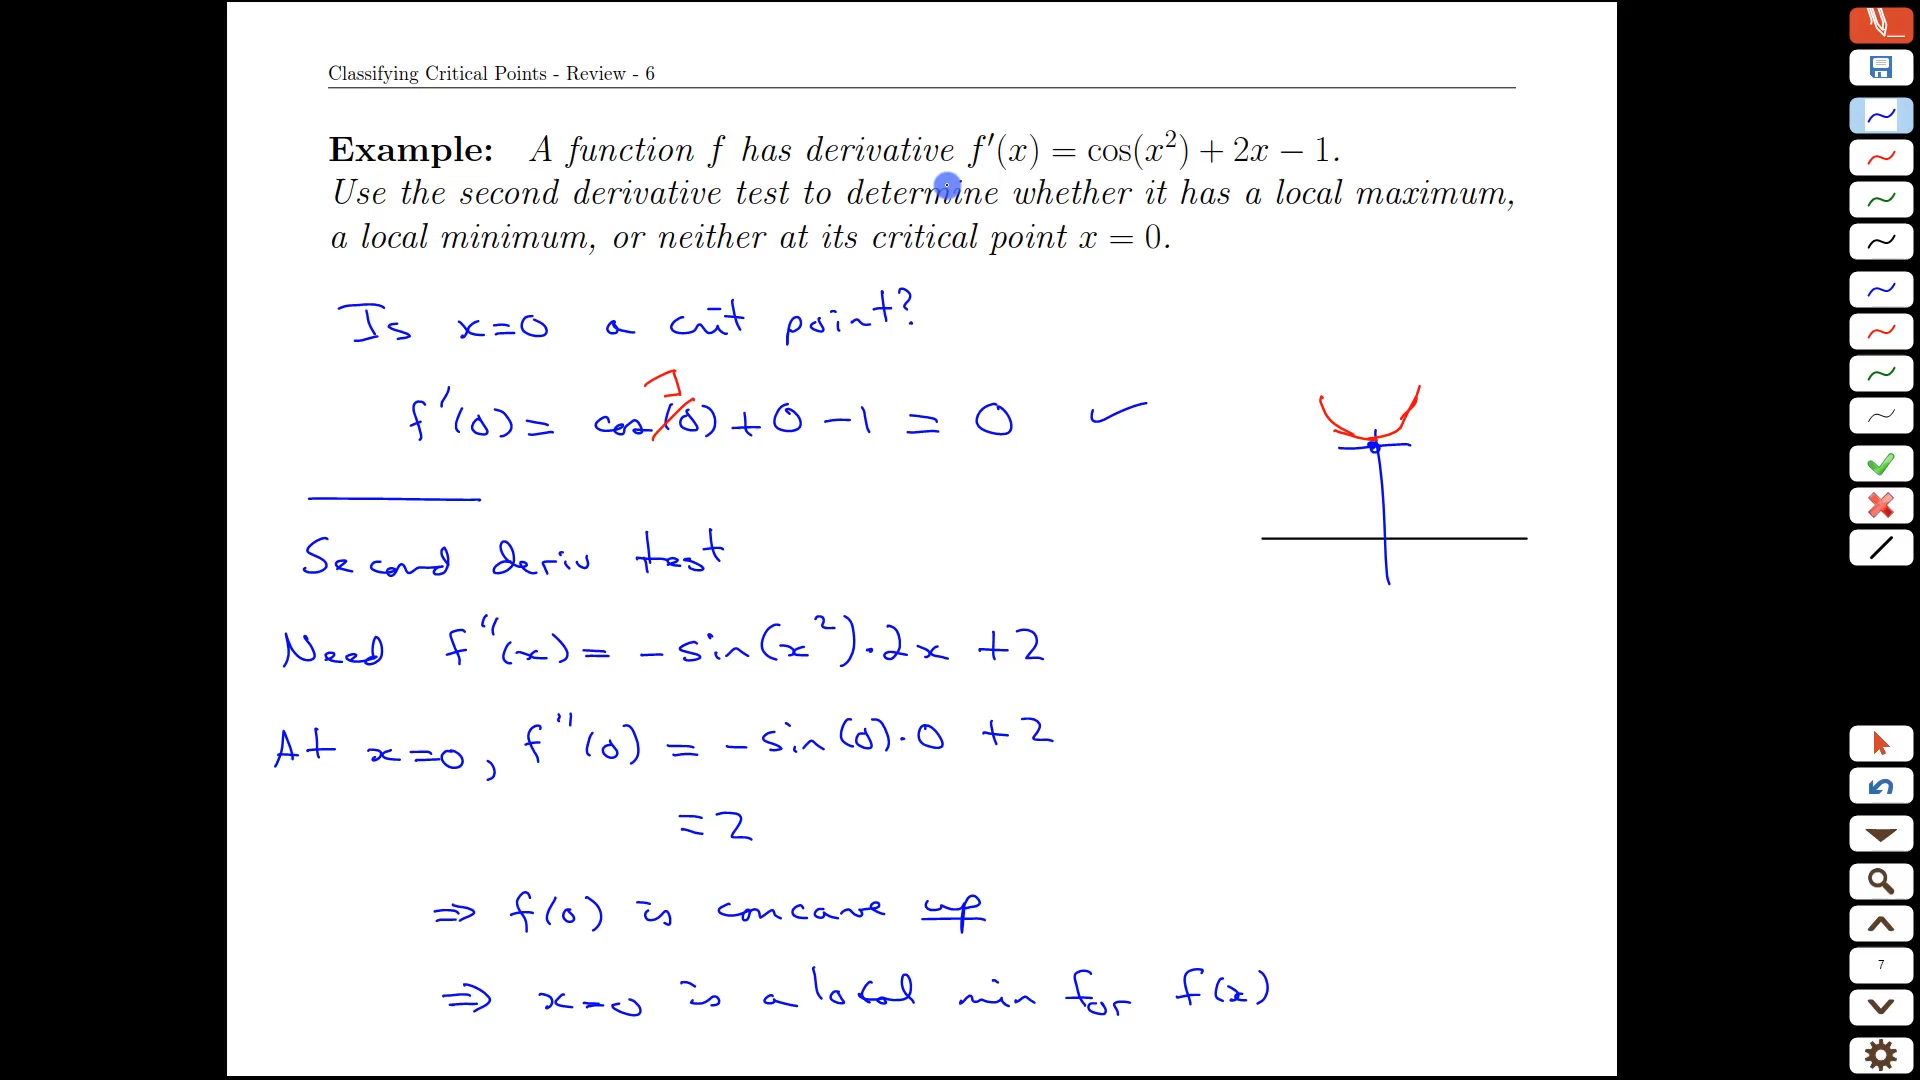 Classifying Critical Points - Review - 6
Example: A function f has derivative f′(x) = cos(x²) + 2x − 1.
Use the second derivative test to determine whether it has a local maximum,
a local minimum, or neither at its critical point x = 0.
Is x=0 a crit point?
1
f'(0) = cos(0) + 0 − 1 = 0 ✓
Second deriv test
Need f"(x) = − sin(x²)·2x + 2
At x=0, f"(0) = − sin(0)·0 + 2
= 2
⇒ f(0) is concave up
⇒ x=0 is a local min for f(x)
7